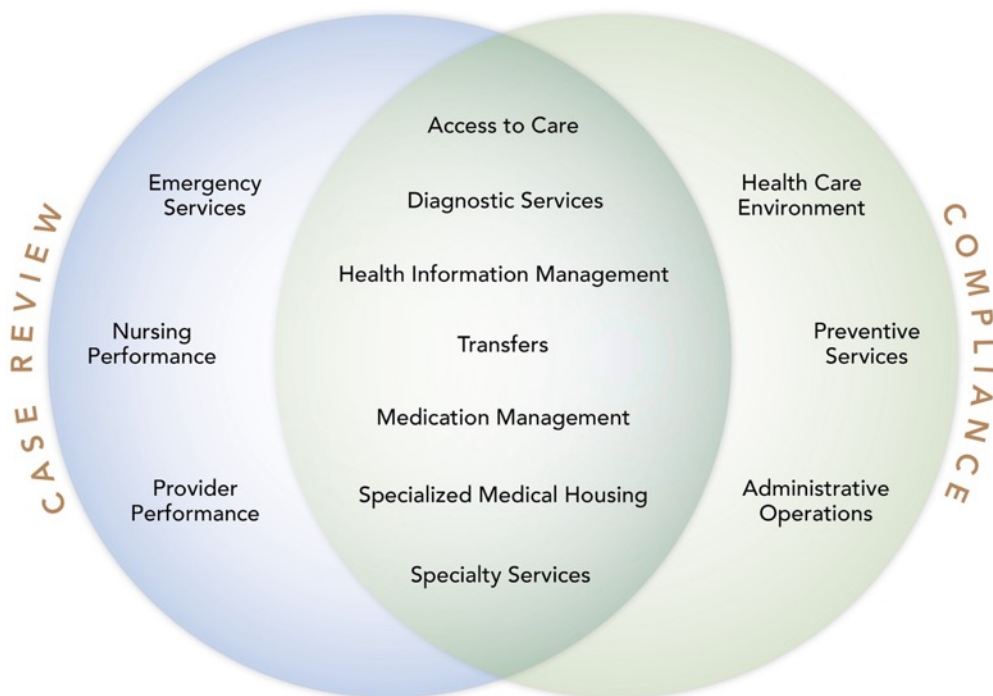 CASE REVIEW
Emergency
Services
Nursing
Performance
Provider
Performance
Access to Care
Diagnostic Services
Health Information Management
Transfers
Medication Management
Specialized Medical Housing
Specialty Services
Health Care
Environment
Preventive
Services
Administrative
Operations
COMPLIANCE